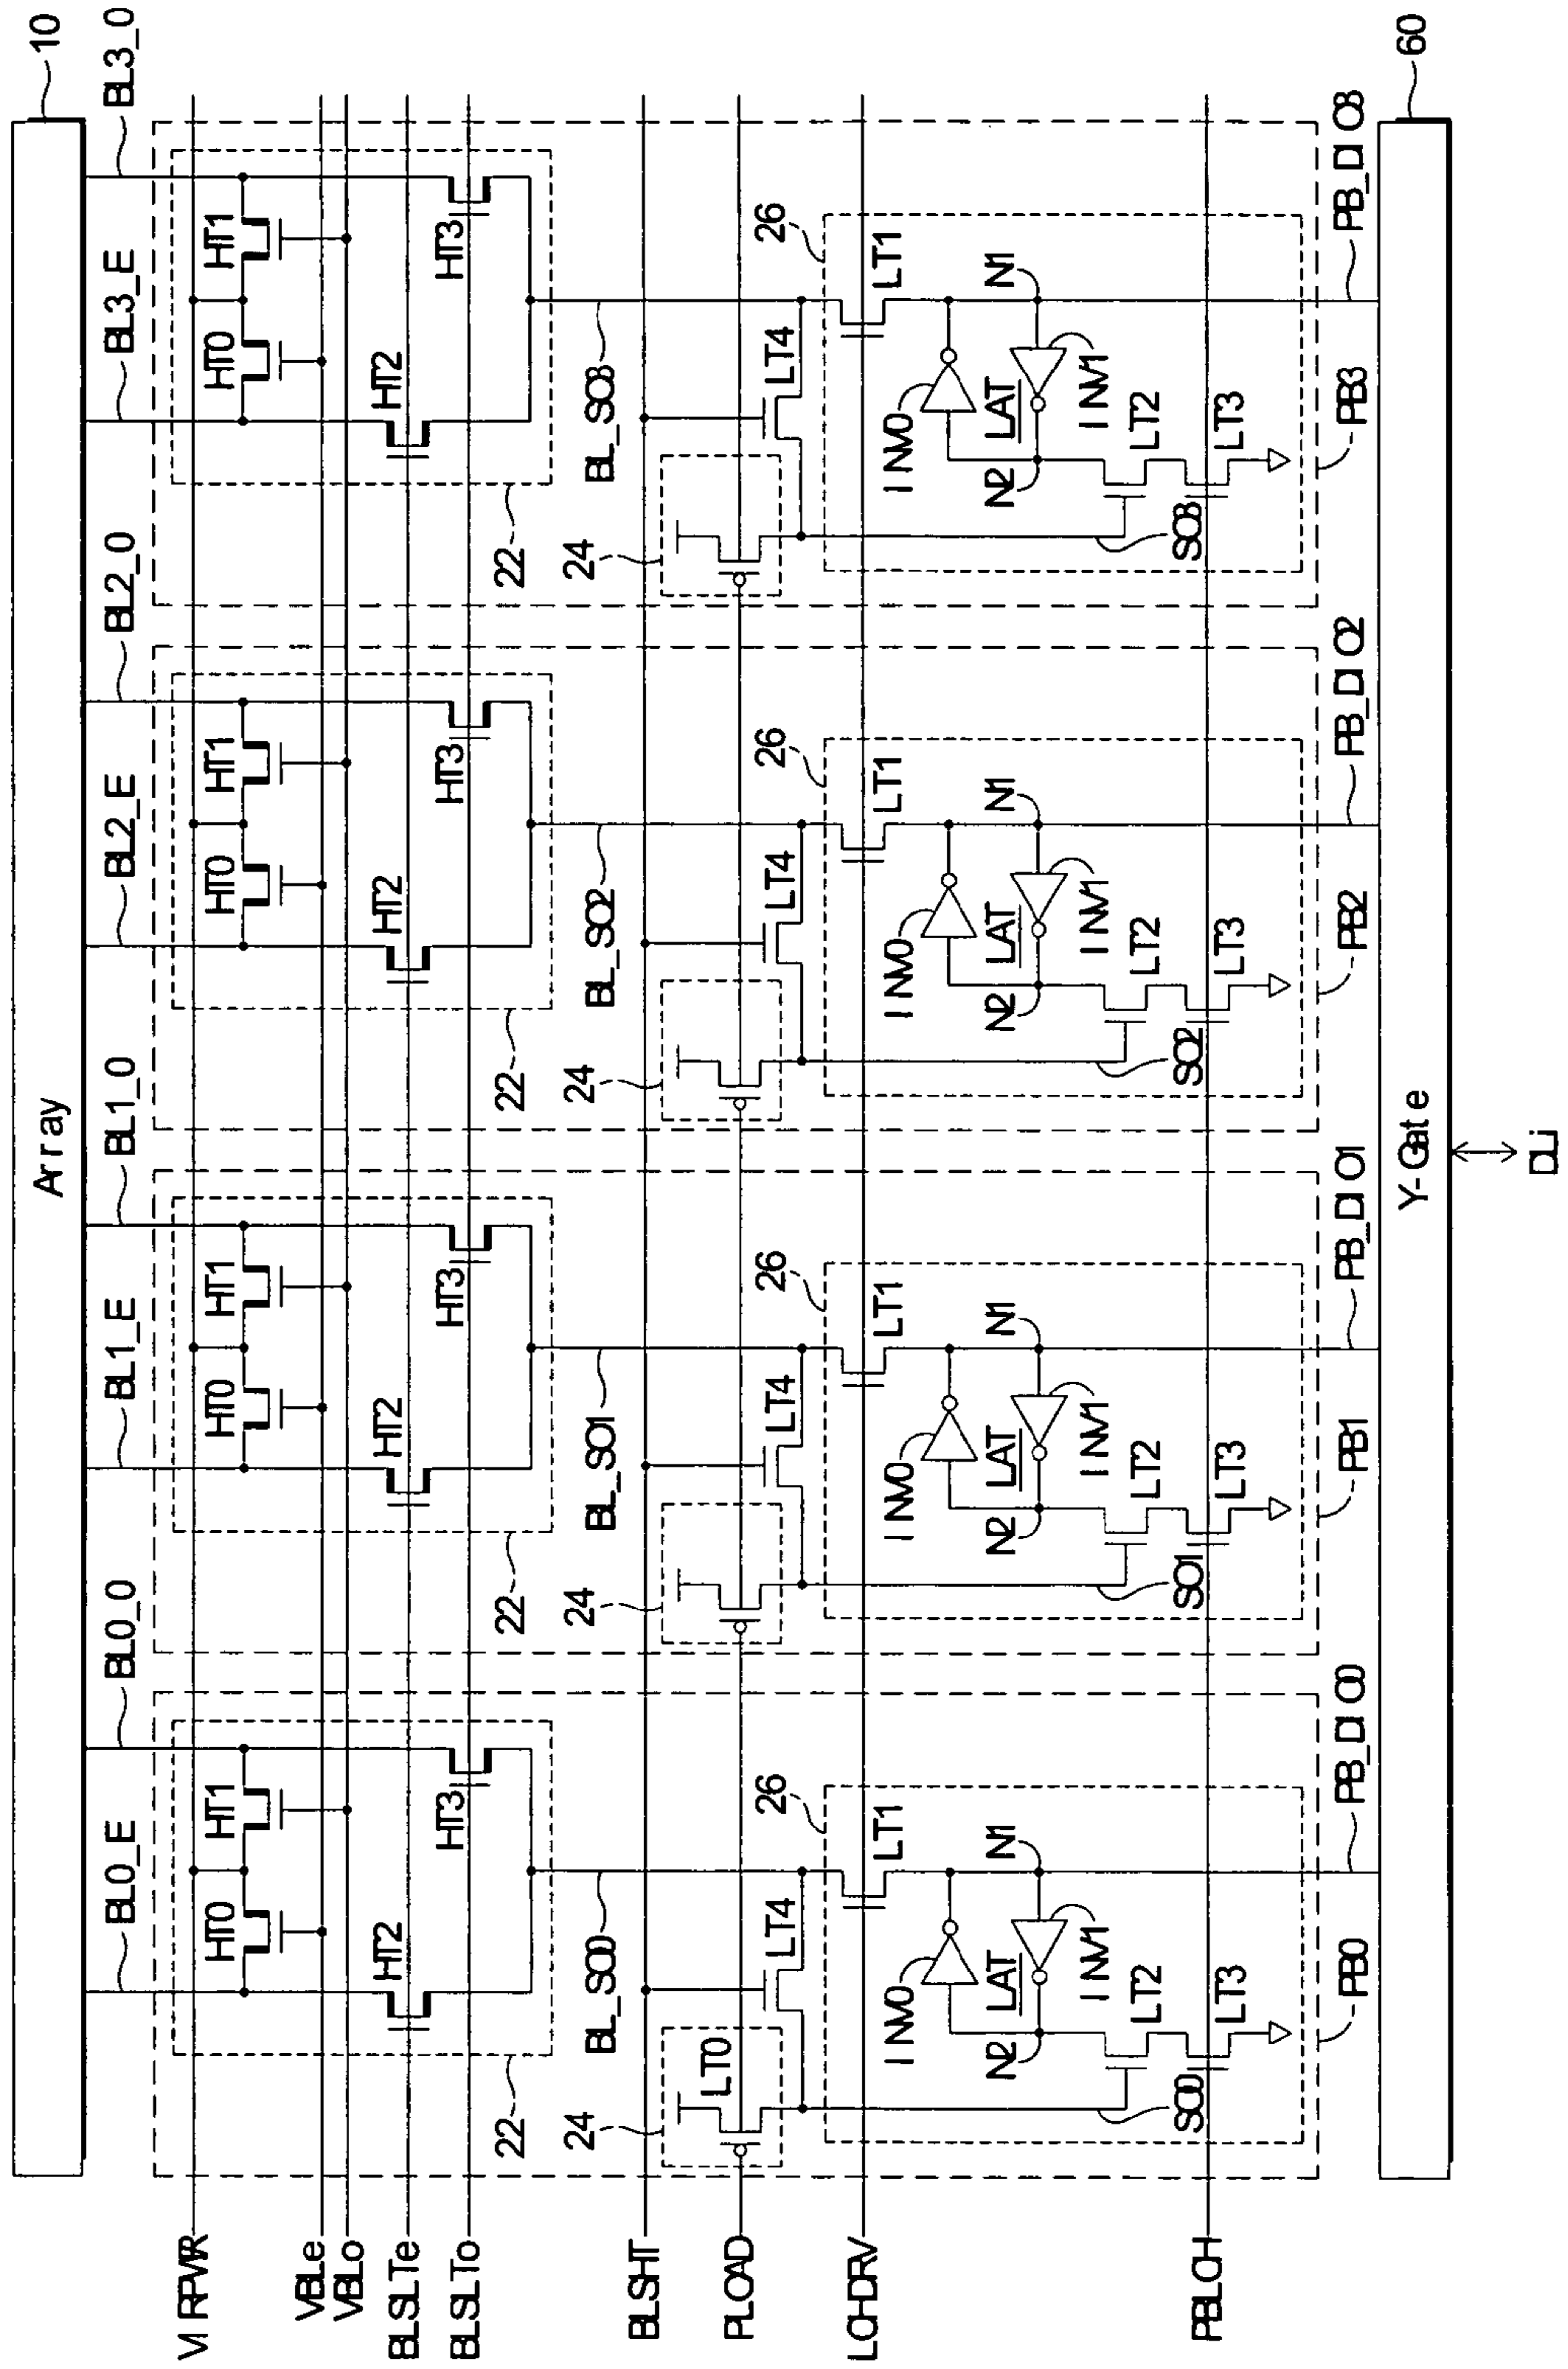 Array
10
BL0_E
BL0_0
BL1_E
BL1_0
BL2_E
BL2_0
BL3_E
BL3_0
VIRPWR
HT0
HT1
HT0
HT1
HT0
HT1
HT0
HT1
VBLe
VBLo
BLSLTe
HT2
HT2
HT2
HT2
BLSLTo
HT3
HT3
HT3
HT3
22
22
22
22
BL_SO0
BL_SO1
BL_SO2
BL_SO3
BLSHT
24
24
24
24
PLOAD
LT0
LT4
LT4
LT4
LT4
26
26
26
26
LCHDRV
LT1
LT1
LT1
LT1
INV0
INV0
INV0
INV0
N2
LAT
N1
N2
LAT
N1
N2
LAT
N1
N2
LAT
N1
INV1
INV1
INV1
INV1
LT2
LT2
LT2
LT2
PBLCH
SO0
LT3
SO1
LT3
SO2
LT3
SO3
LT3
PB0
PB_DIO0
PB1
PB_DIO1
PB2
PB_DIO2
PB3
PB_DIO3
Y-Gate
60
DLj